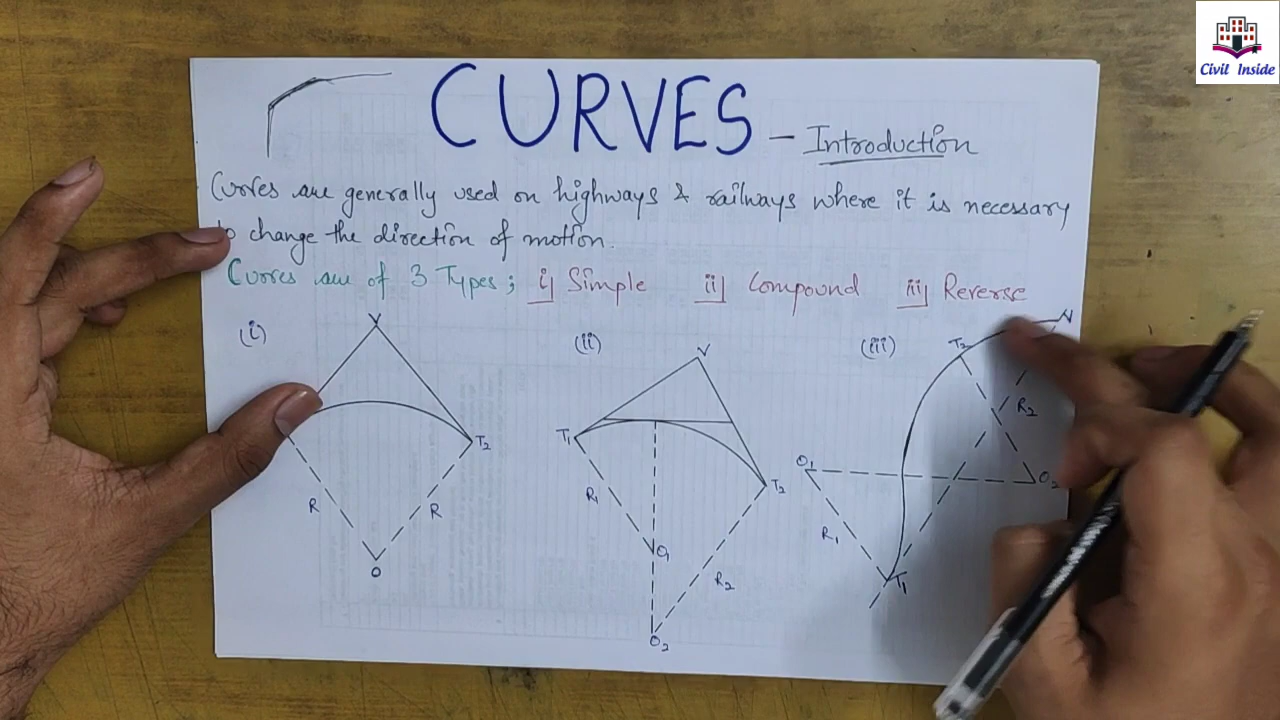 Civil Inside
CURVES - Introduction
Curves are generally used on highways & railways where it is necessary
to change the direction of motion.
Curves are of 3 Types; i) Simple ii) Compound iii) Reverse
(i) (ii) (iii)
V V V
T2
T1 T2 T2
R R R1 R2 R1 R2
O O1 O2 O1 O2
T1